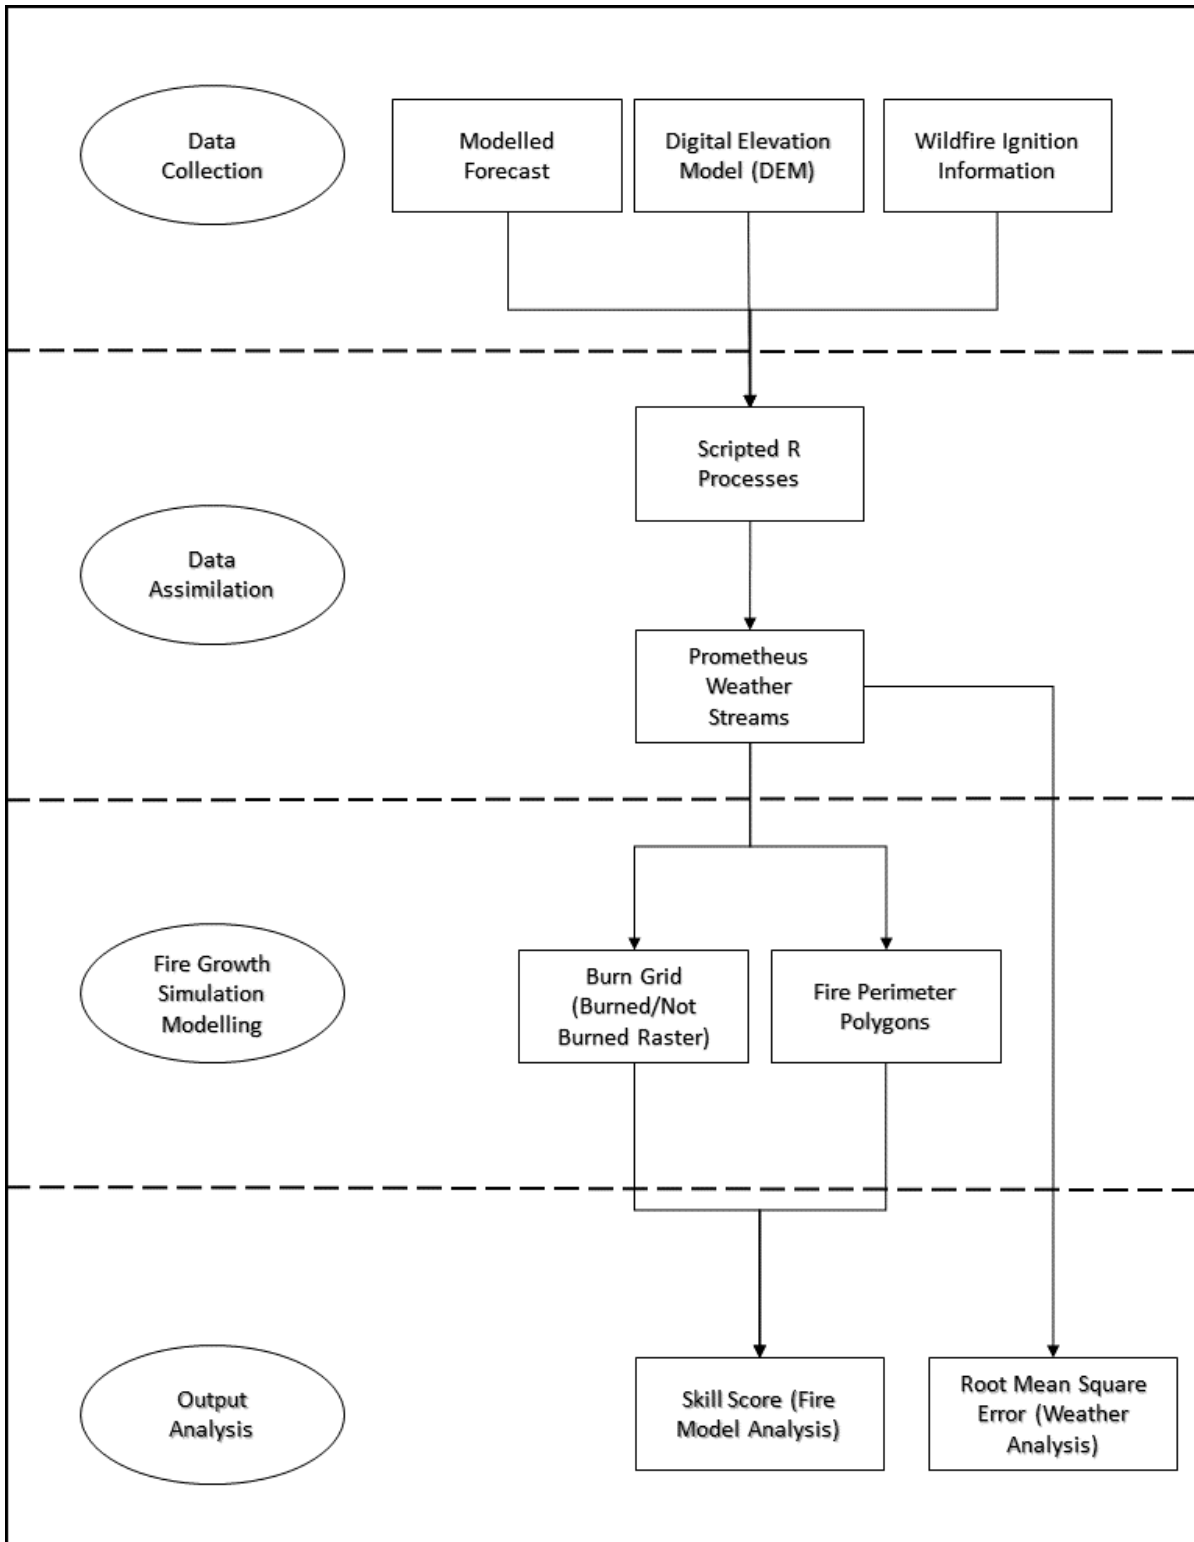 Data
Collection
Modelled
Forecast
Digital Elevation
Model (DEM)
Wildfire Ignition
Information
Scripted R
Processes
Data
Assimilation
Prometheus
Weather
Streams
Fire Growth
Simulation
Modelling
Burn Grid
(Burned/Not
Burned Raster)
Fire Perimeter
Polygons
Output
Analysis
Skill Score (Fire
Model Analysis)
Root Mean Square
Error (Weather
Analysis)